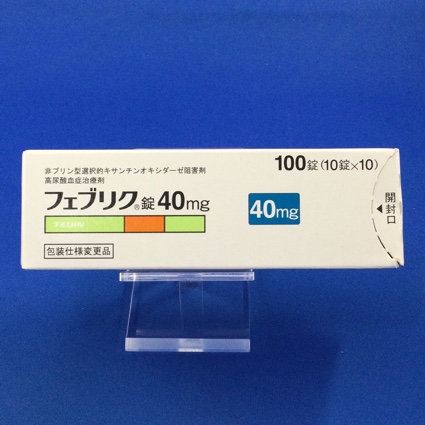 非プリン型選択的キサンチンオキシダーゼ阻害剤
高尿酸血症治療剤
フェブリク®錠40mg
100錠(10錠×10)
40mg
開封口
包装仕様変更品